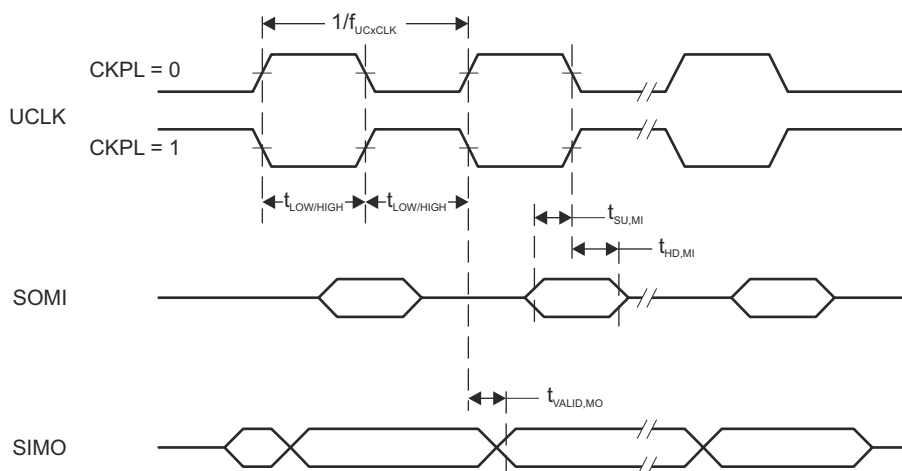 1/fUCxCLK
CKPL = 0
UCLK
CKPL = 1
tLOW/HIGH tLOW/HIGH
tSU,MI
tHD,MI
SOMI
tVALID,MO
SIMO